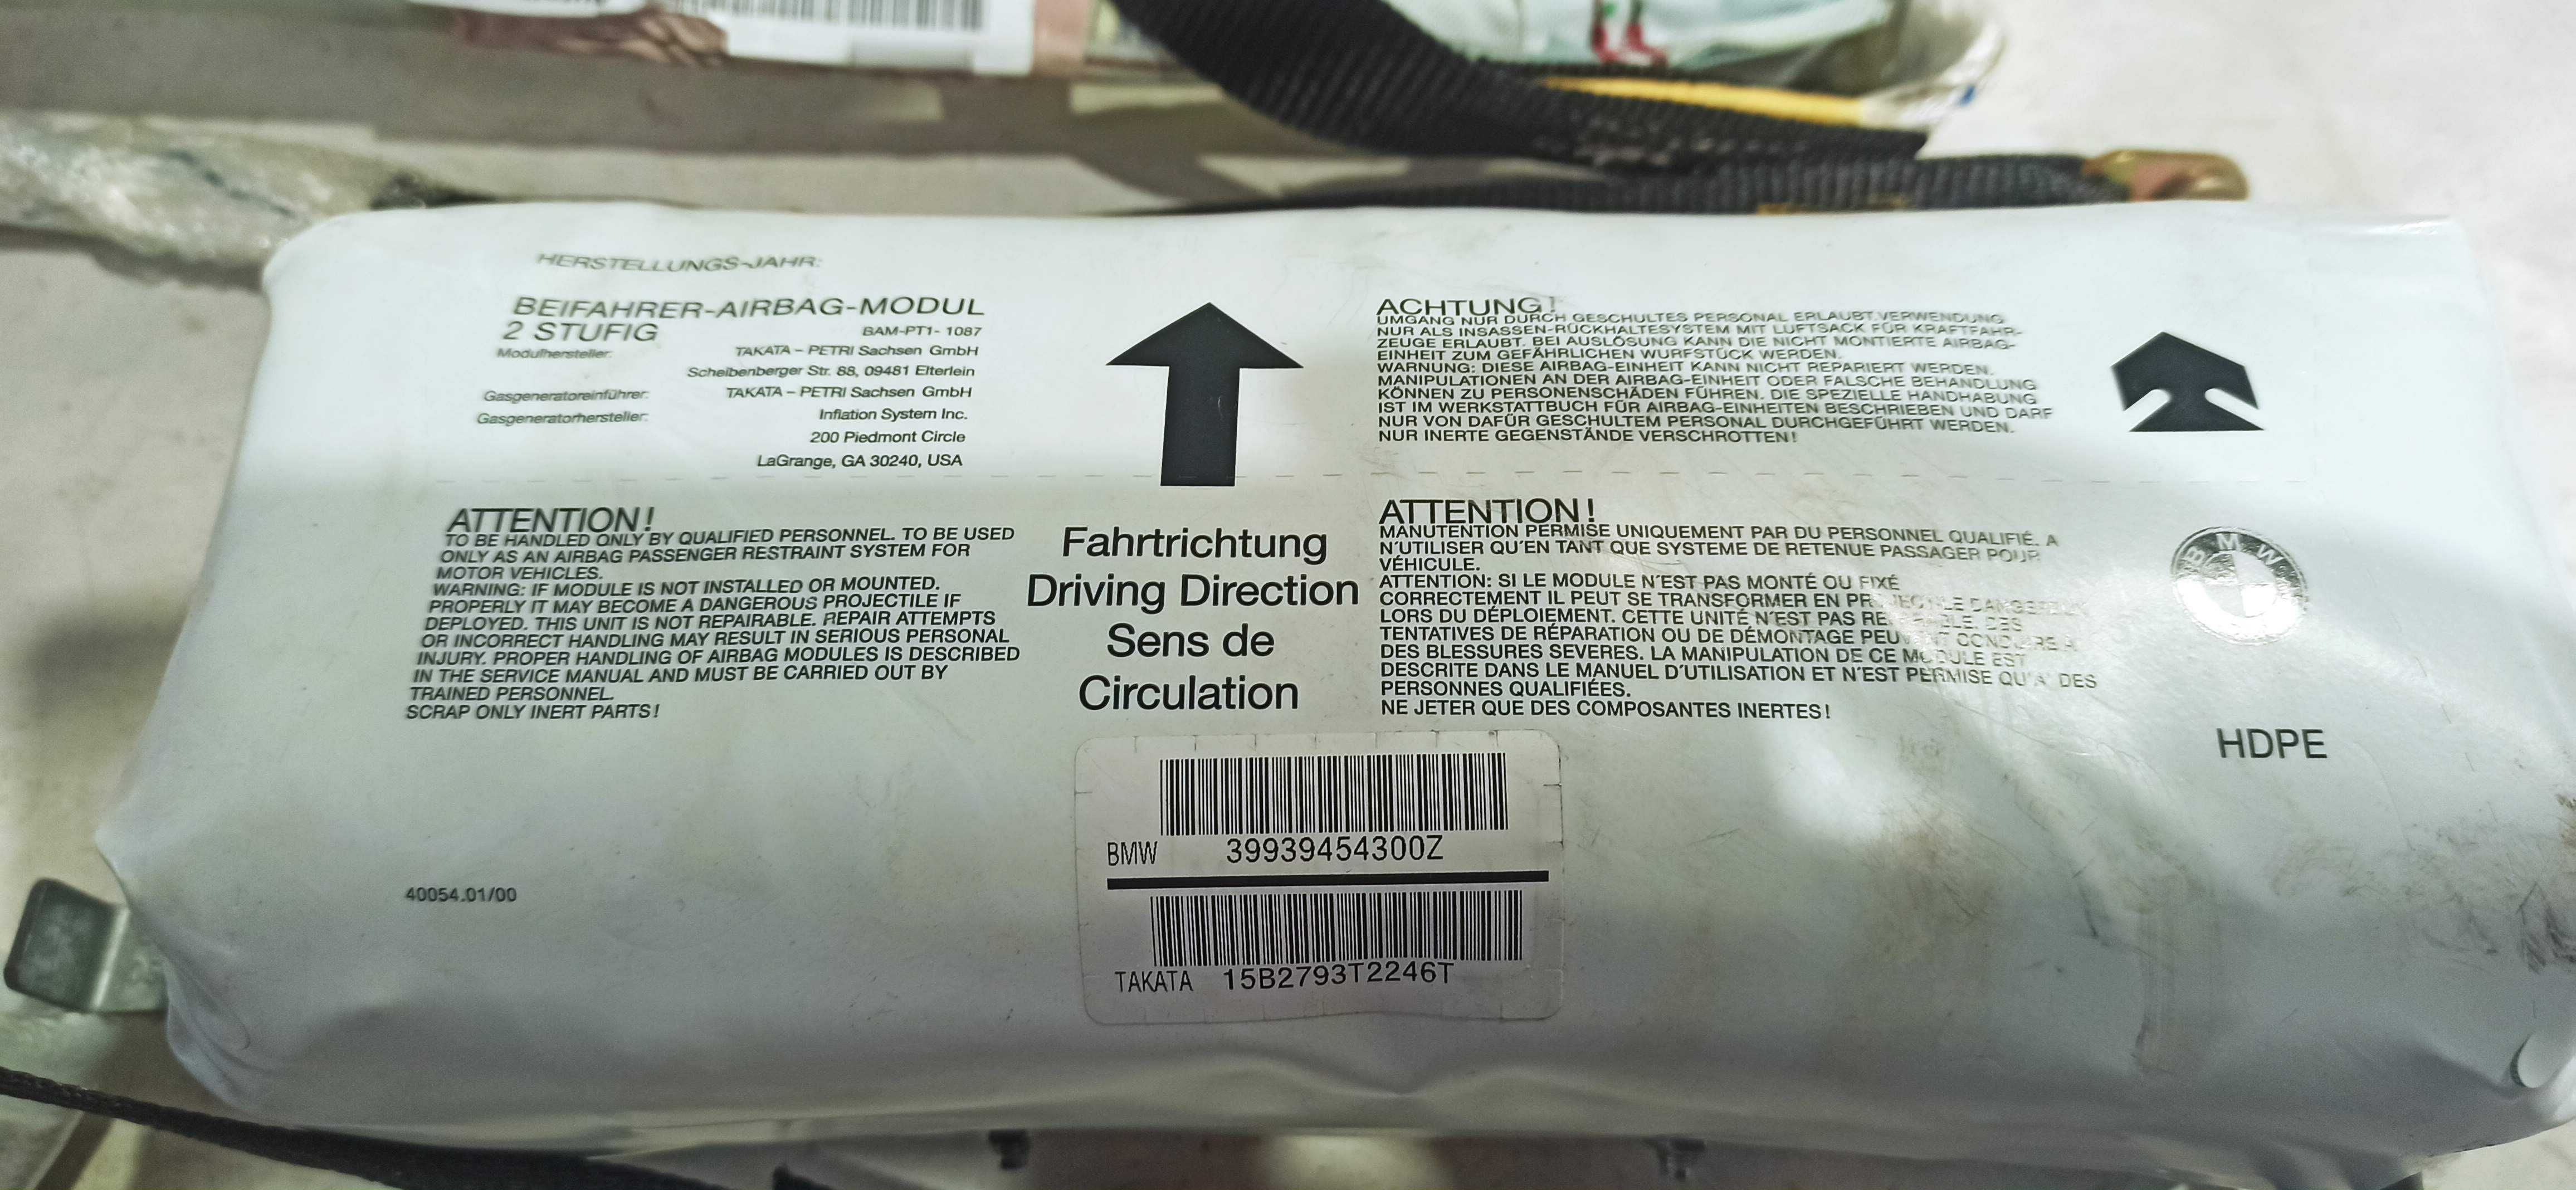 HERSTELLUNGS-JAHR:
BEIFAHRER-AIRBAG-MODUL
2 STUFIG BAM-PT1- 1087
Modulhersteller: TAKATA – PETRI Sachsen GmbH
Scheibenberger Str. 88, 09481 Elterlein
Gasgeneratoreinführer: TAKATA – PETRI Sachsen GmbH
Gasgeneratorhersteller: Inflation System Inc.
200 Piedmont Circle
LaGrange, GA 30240, USA
ACHTUNG!
UMGANG NUR DURCH GESCHULTES PERSONAL ERLAUBT.VERWENDUNG
NUR ALS INSASSEN-RÜCKHALTESYSTEM MIT LUFTSACK FÜR KRAFTFAHR-
ZEUGE ERLAUBT. BEI AUSLÖSUNG KANN DIE NICHT MONTIERTE AIRBAG-
EINHEIT ZUM GEFÄHRLICHEN WURFSTÜCK WERDEN.
WARNUNG: DIESE AIRBAG-EINHEIT KANN NICHT REPARIERT WERDEN.
MANIPULATIONEN AN DER AIRBAG-EINHEIT ODER FALSCHE BEHANDLUNG
KÖNNEN ZU PERSONENSCHÄDEN FÜHREN. DIE SPEZIELLE HANDHABUNG
IST IM WERKSTATTBUCH FÜR AIRBAG-EINHEITEN BESCHRIEBEN UND DARF
NUR VON DAFÜR GESCHULTEM PERSONAL DURCHGEFÜHRT WERDEN.
NUR INERTE GEGENSTÄNDE VERSCHROTTEN!
ATTENTION!
TO BE HANDLED ONLY BY QUALIFIED PERSONNEL. TO BE USED
ONLY AS AN AIRBAG PASSENGER RESTRAINT SYSTEM FOR
MOTOR VEHICLES.
WARNING: IF MODULE IS NOT INSTALLED OR MOUNTED.
PROPERLY IT MAY BECOME A DANGEROUS PROJECTILE IF
DEPLOYED. THIS UNIT IS NOT REPAIRABLE. REPAIR ATTEMPTS
OR INCORRECT HANDLING MAY RESULT IN SERIOUS PERSONAL
INJURY. PROPER HANDLING OF AIRBAG MODULES IS DESCRIBED
IN THE SERVICE MANUAL AND MUST BE CARRIED OUT BY
TRAINED PERSONNEL.
SCRAP ONLY INERT PARTS!
Fahrtrichtung
Driving Direction
Sens de
Circulation
ATTENTION!
MANUTENTION PERMISE UNIQUEMENT PAR DU PERSONNEL QUALIFIÉ. A
N'UTILISER QU'EN TANT QUE SYSTEME DE RETENUE PASSAGER POUR
VÉHICULE.
ATTENTION: SI LE MODULE N'EST PAS MONTÉ OU FIXÉ
CORRECTEMENT IL PEUT SE TRANSFORMER EN
LORS DU DÉPLOIEMENT. CETTE UNITÉ N'EST PAS DES
TENTATIVES DE RÉPARATION OU DE DÉMONTAGE PEUVENT CONDUIRE A
DES BLESSURES SEVERES. LA MANIPULATION DE CE MODULE EST
DESCRITE DANS LE MANUEL D'UTILISATION ET N'EST PERMISE QU'A' DES
PERSONNES QUALIFIÉES.
NE JETER QUE DES COMPOSANTES INERTES!
BMW
HDPE
BMW 39939454300Z
TAKATA 15B2793T2246T
40054.01/00